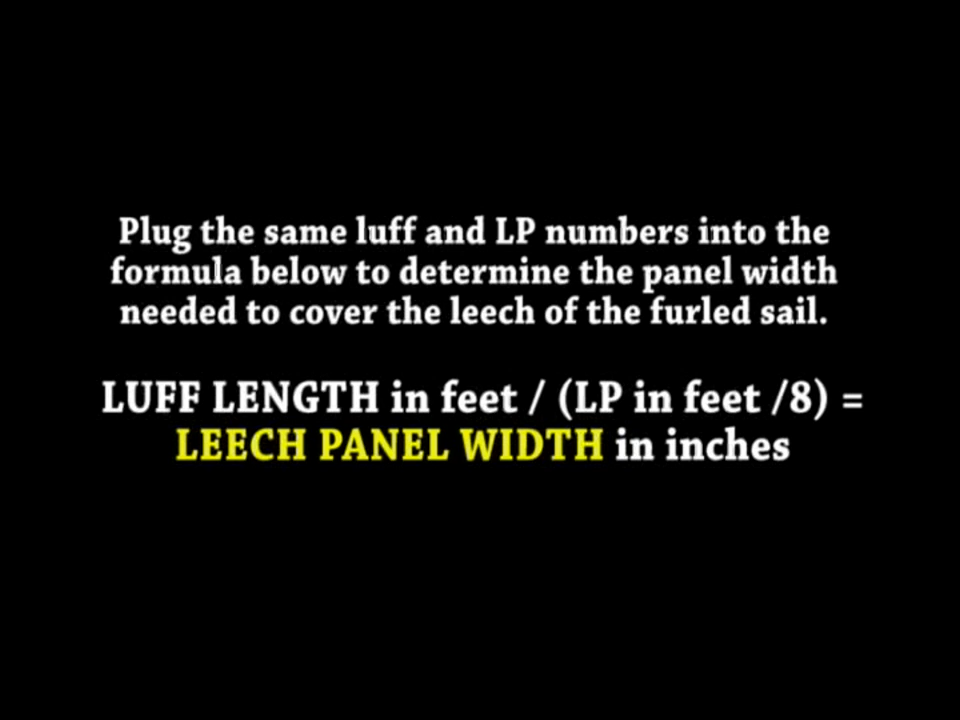 Plug the same luff and LP numbers into the
formula below to determine the panel width
needed to cover the leech of the furled sail.
LUFF LENGTH in feet / (LP in feet /8) =
LEECH PANEL WIDTH in inches